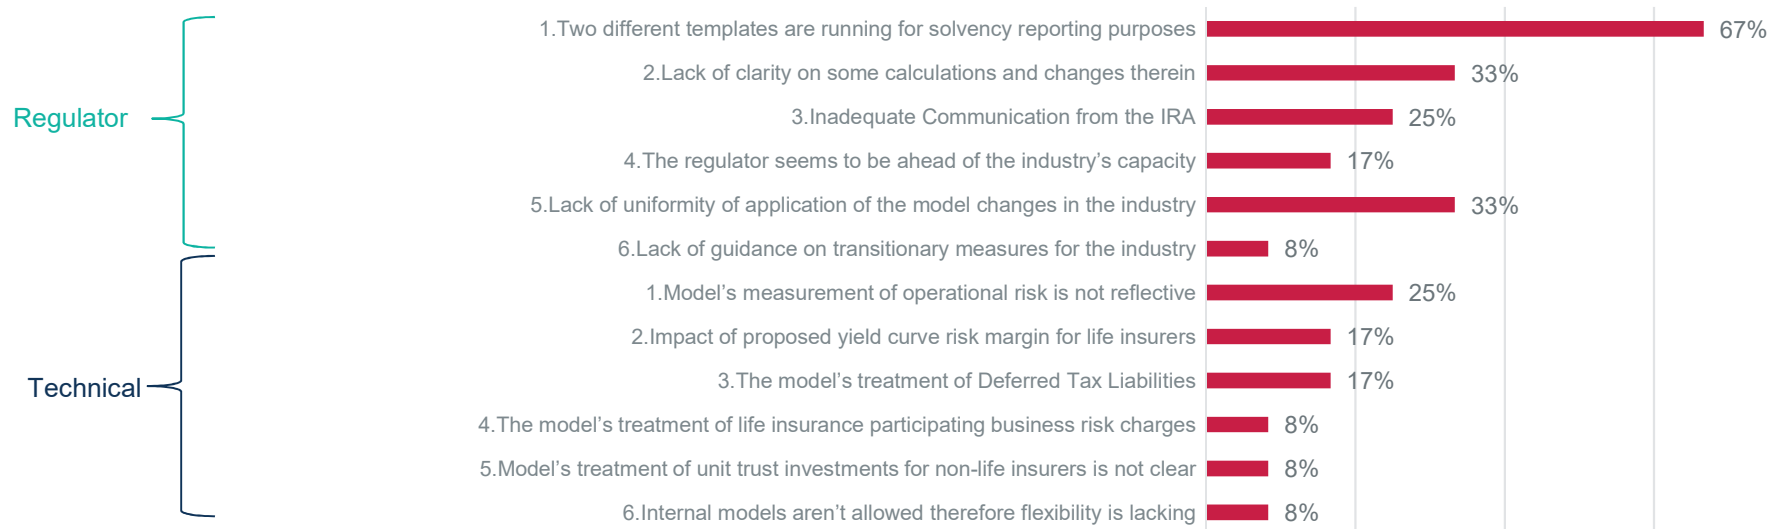 Regulator
1.Two different templates are running for solvency reporting purposes 67%
2.Lack of clarity on some calculations and changes therein 33%
3.Inadequate Communication from the IRA 25%
4.The regulator seems to be ahead of the industry’s capacity 17%
5.Lack of uniformity of application of the model changes in the industry 33%
6.Lack of guidance on transitionary measures for the industry 8%
Technical
1.Model’s measurement of operational risk is not reflective 25%
2.Impact of proposed yield curve risk margin for life insurers 17%
3.The model’s treatment of Deferred Tax Liabilities 17%
4.The model’s treatment of life insurance participating business risk charges 8%
5.Model’s treatment of unit trust investments for non-life insurers is not clear 8%
6.Internal models aren’t allowed therefore flexibility is lacking 8%